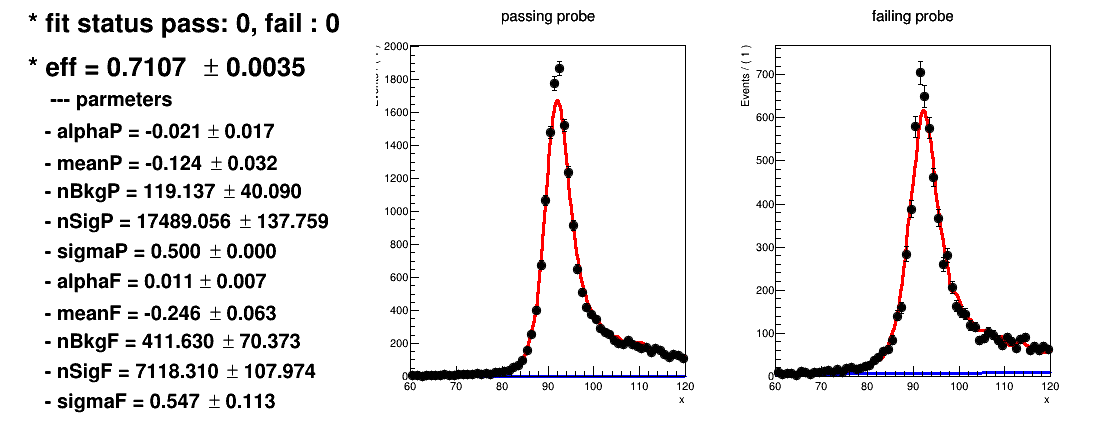 * fit status pass: 0, fail : 0
* eff = 0.7107 ± 0.0035
--- parmeters
- alphaP = -0.021 ± 0.017
- meanP = -0.124 ± 0.032
- nBkgP = 119.137 ± 40.090
- nSigP = 17489.056 ± 137.759
- sigmaP = 0.500 ± 0.000
- alphaF = 0.011 ± 0.007
- meanF = -0.246 ± 0.063
- nBkgF = 411.630 ± 70.373
- nSigF = 7118.310 ± 107.974
- sigmaF = 0.547 ± 0.113
passing probe
2000
1800
1600
1400
1200
1000
800
600
400
200
0
60 70 80 90 100 110 120
x
failing probe
Events / ( 1 )
700
600
500
400
300
200
100
0
60 70 80 90 100 110 120
x